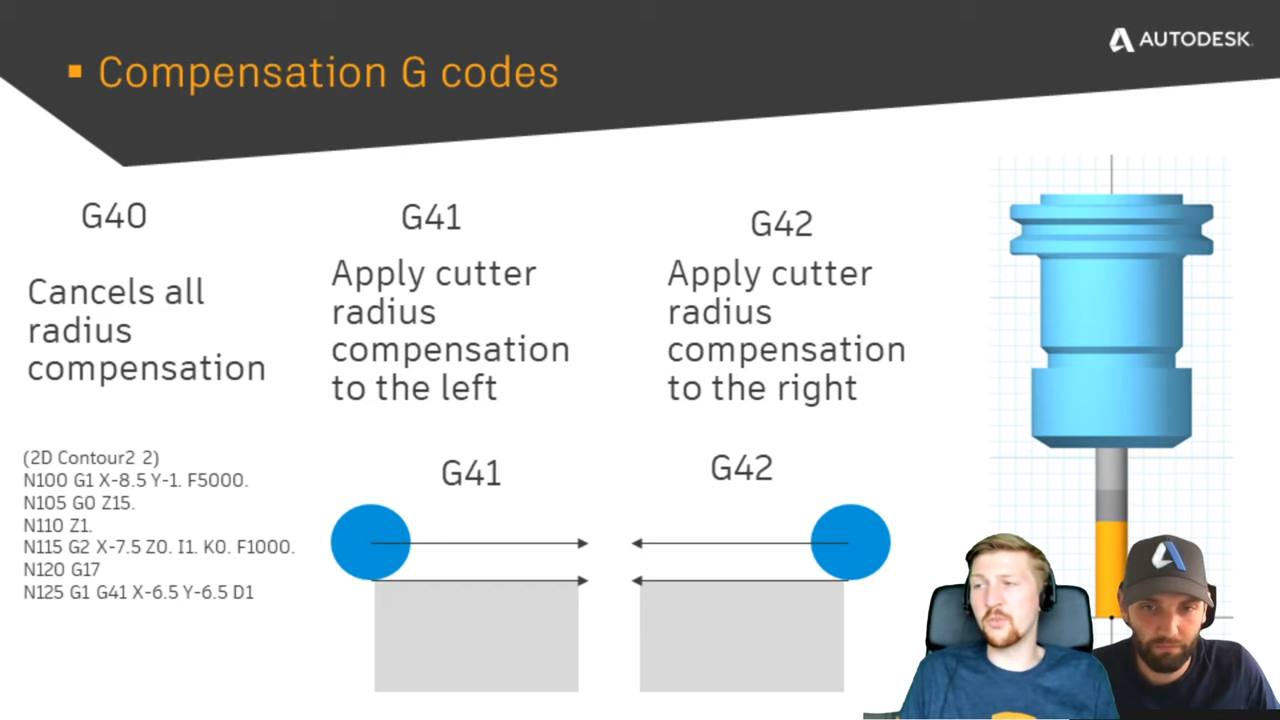 AUTODESK
Compensation G codes
G40
Cancels all
radius
compensation
G41
Apply cutter
radius
compensation
to the left
G42
Apply cutter
radius
compensation
to the right
(2D Contour2 2)
N100 G1 X-8.5 Y-1. F5000.
N105 G0 Z15.
N110 Z1.
N115 G2 X-7.5 Z0. I1. K0. F1000.
N120 G17
N125 G1 G41 X-6.5 Y-6.5 D1
G41
G42